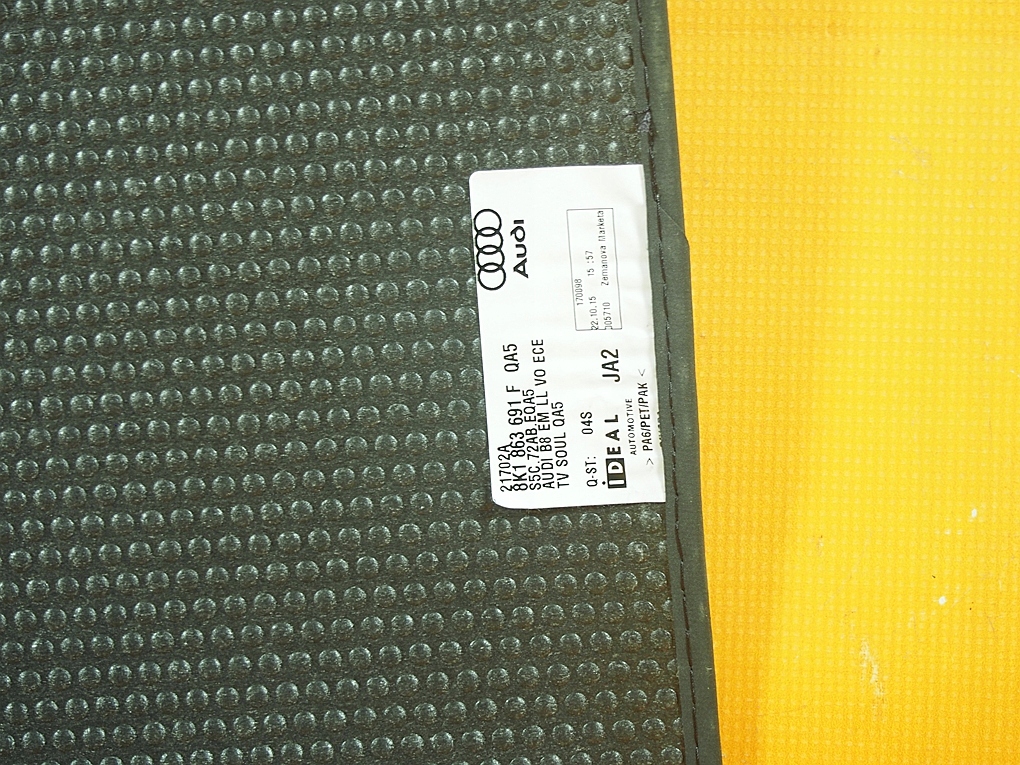 Audi
170098
22.10.15 15:57
005710 Zemanova Marketa
21702A
8K1 863 691 F QA5
S5C.72AB.EQA5
AUDI B8 EM LL VO ECE
TV SOUL QA5
Q-ST: 04S
iDEAL JA2
AUTOMOTIVE
> PA6/PET/PAK <